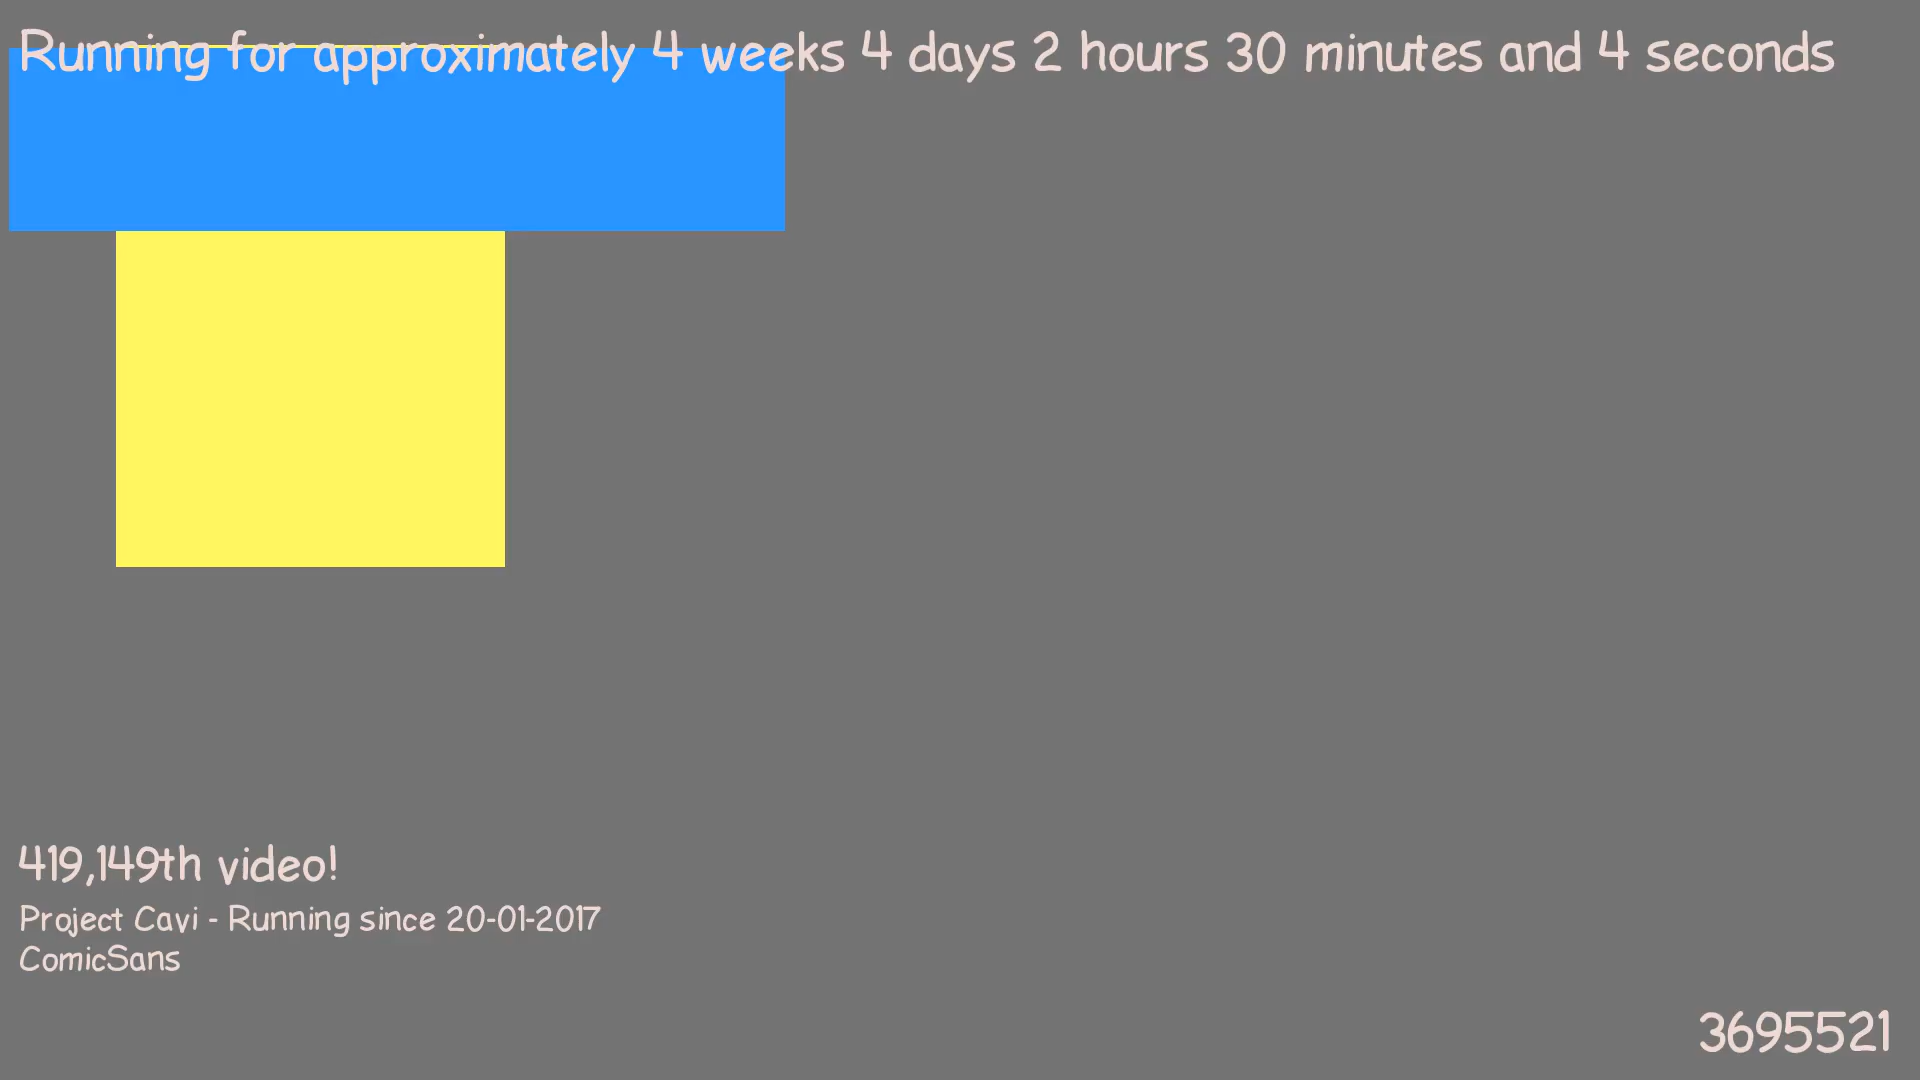 Running for approximately 4 weeks 4 days 2 hours 30 minutes and 4 seconds
419,149th video!
Project Cavi - Running since 20-01-2017
ComicSans
3695521